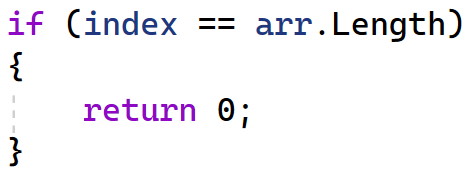 if (index == arr.Length)
{
    return 0;
}